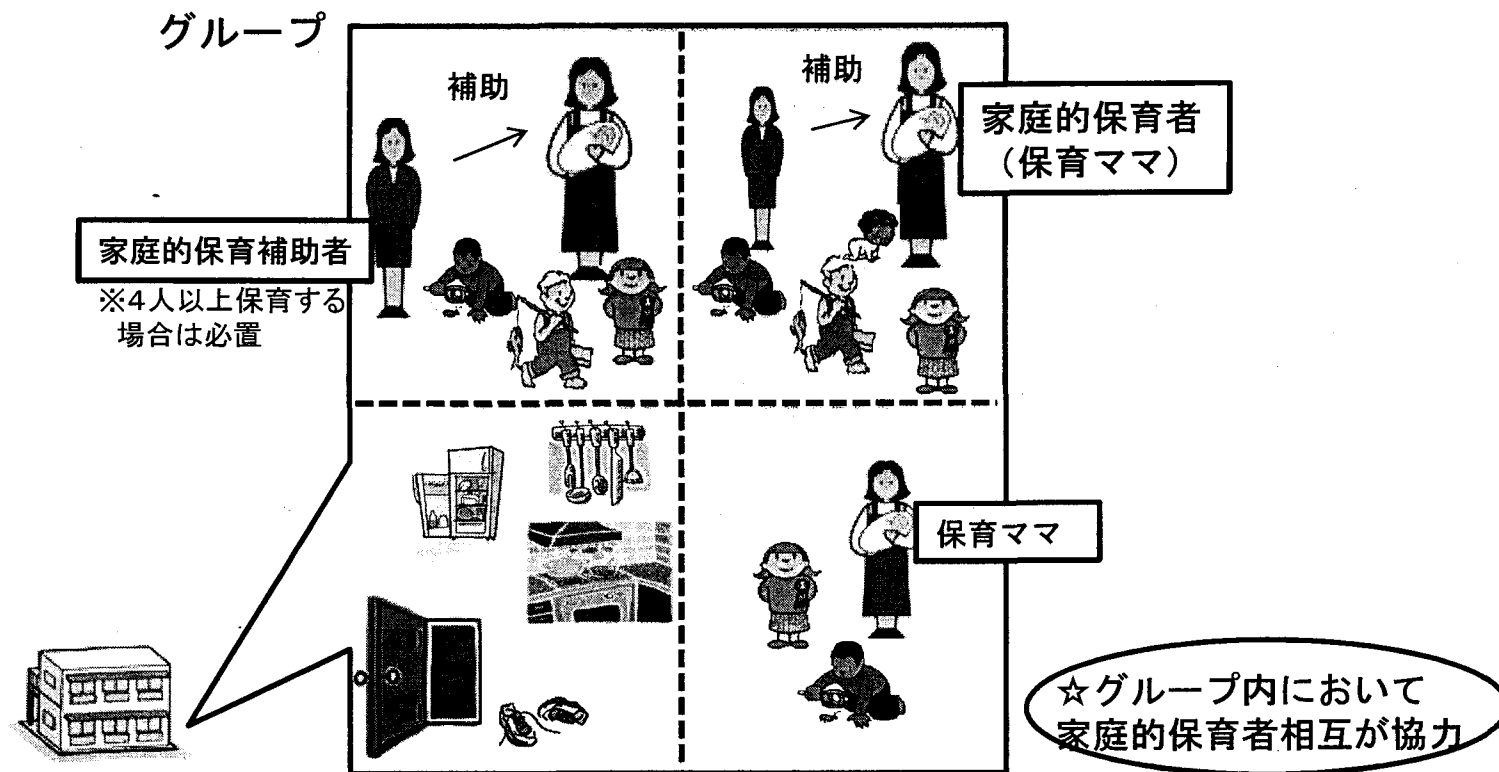 グループ
補助
補助
家庭的保育者
(保育ママ)
家庭的保育補助者
※4人以上保育する
場合は必置
保育ママ
☆グループ内において
家庭的保育者相互が協力